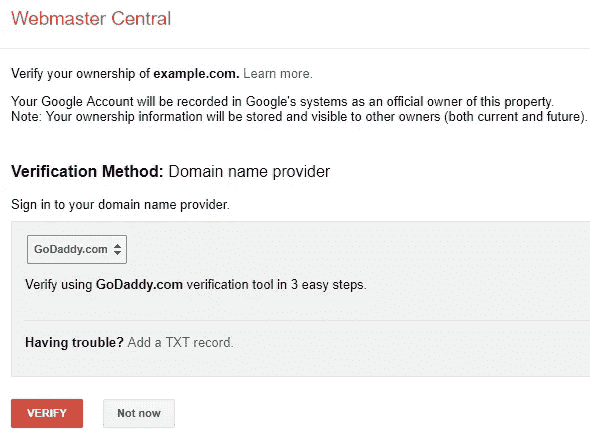 Webmaster Central
Verify your ownership of example.com. Learn more.
Your Google Account will be recorded in Google's systems as an official owner of this property.
Note: Your ownership information will be stored and visible to other owners (both current and future).
Verification Method: Domain name provider
Sign in to your domain name provider.
GoDaddy.com
Verify using GoDaddy.com verification tool in 3 easy steps.
Having trouble? Add a TXT record.
VERIFY Not now